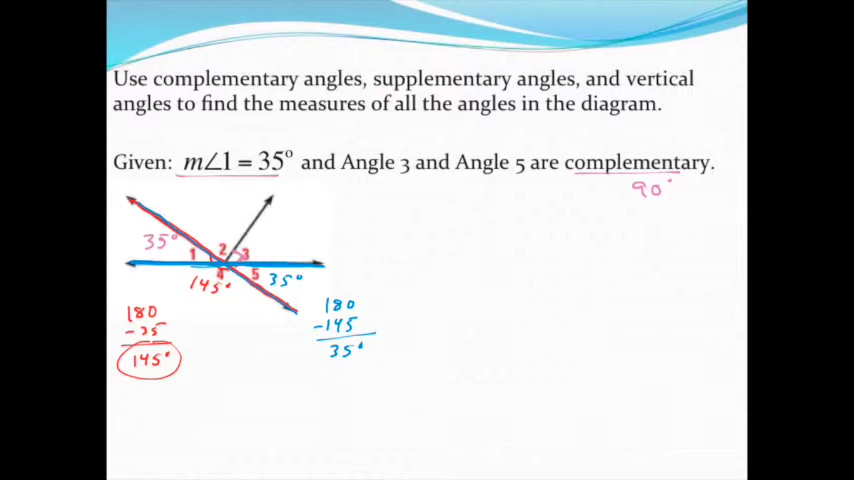 Use complementary angles, supplementary angles, and vertical
angles to find the measures of all the angles in the diagram.
Given: m∠1 = 35° and Angle 3 and Angle 5 are complementary.
90°
35°
1 2 3
4 5 35°
145°
180
-35
145°
180
-145
35°